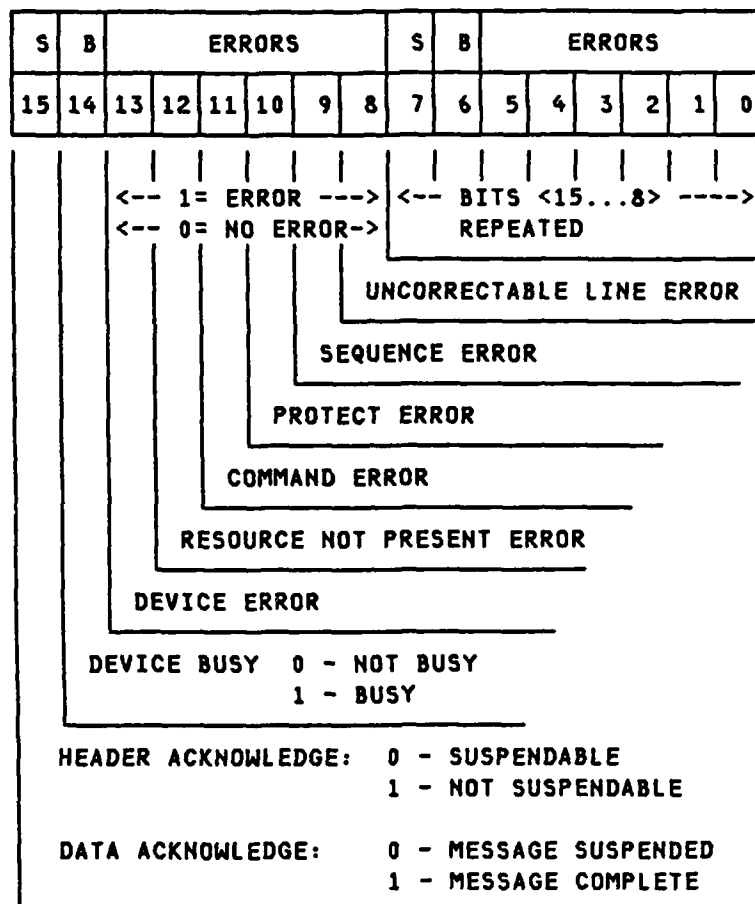 S B ERRORS S B ERRORS
15 14 13 12 11 10 9 8 7 6 5 4 3 2 1 0
<-- 1= ERROR ---> <-- BITS <15...8> ---->
<-- 0= NO ERROR-> REPEATED
UNCORRECTABLE LINE ERROR
SEQUENCE ERROR
PROTECT ERROR
COMMAND ERROR
RESOURCE NOT PRESENT ERROR
DEVICE ERROR
DEVICE BUSY 0 - NOT BUSY
1 - BUSY
HEADER ACKNOWLEDGE: 0 - SUSPENDABLE
1 - NOT SUSPENDABLE
DATA ACKNOWLEDGE: 0 - MESSAGE SUSPENDED
1 - MESSAGE COMPLETE